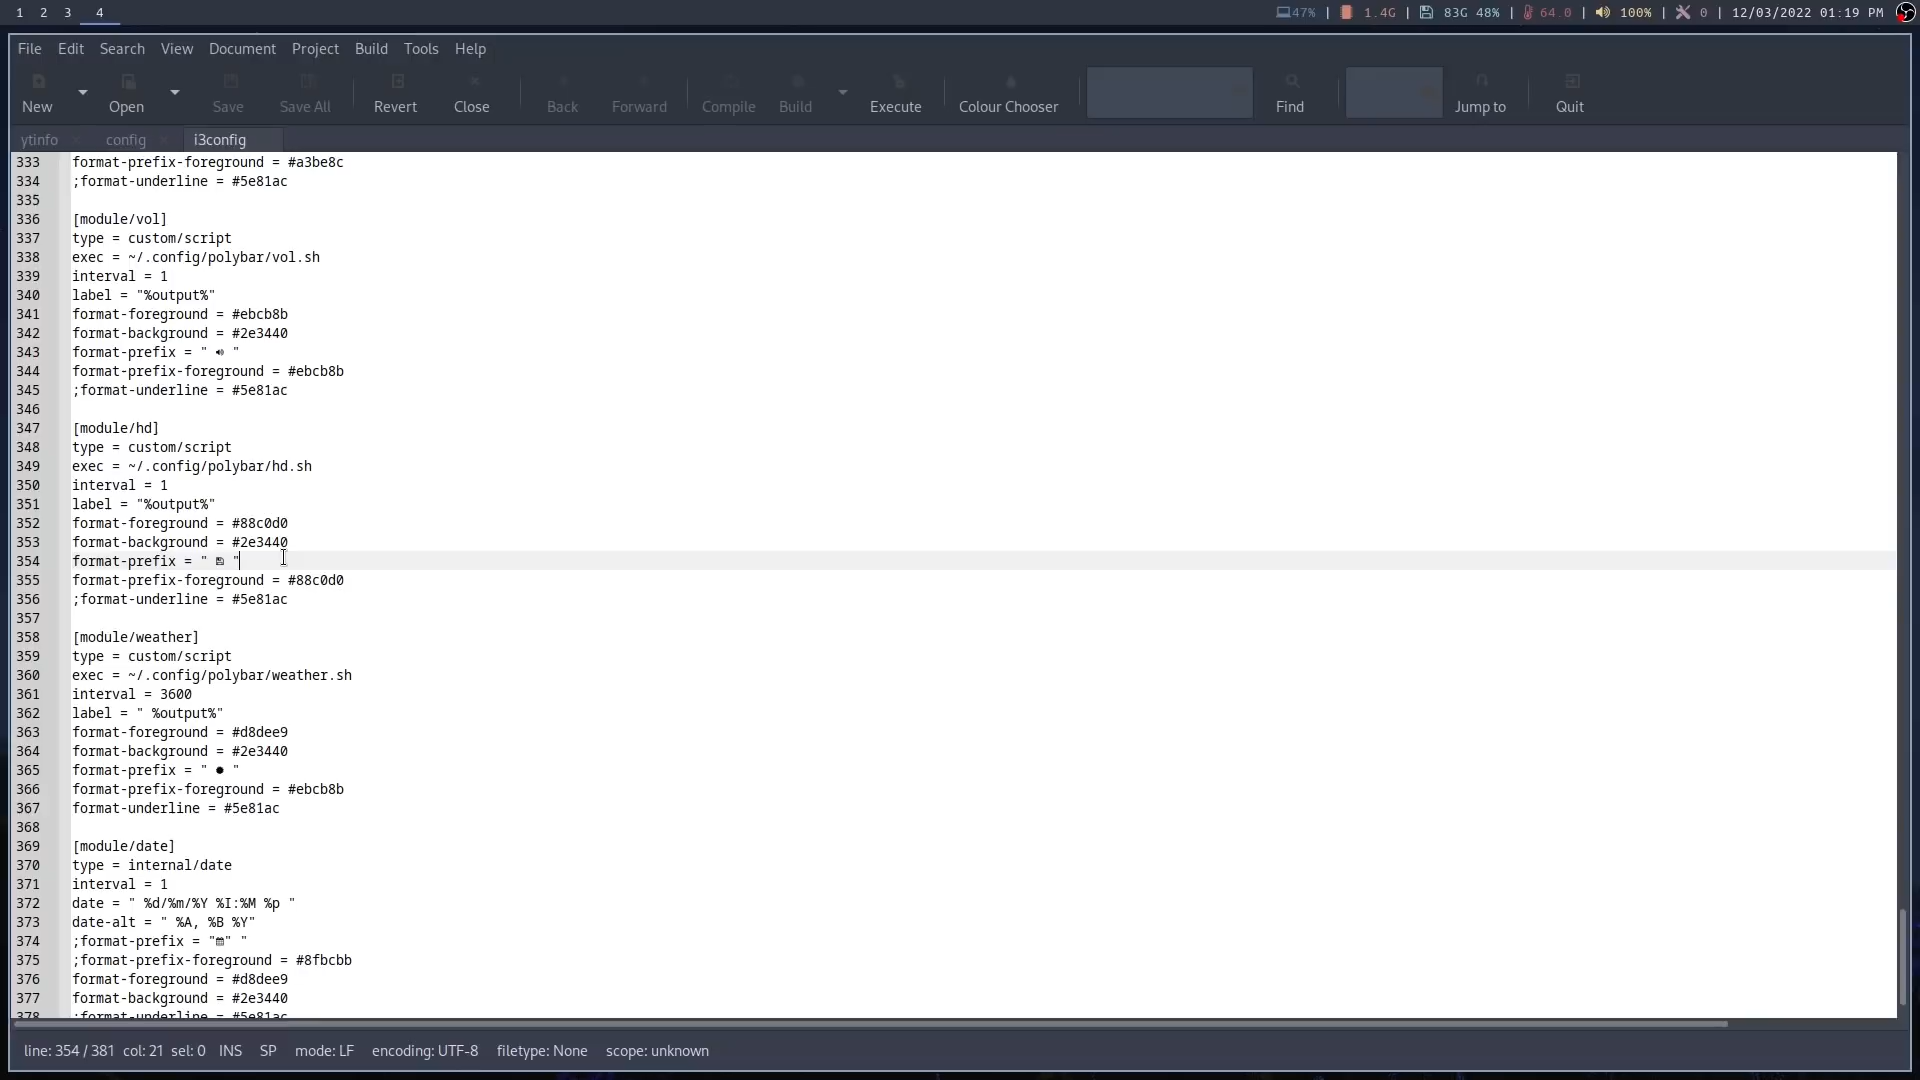 1 2 3 4 47% | 1.4G | 83G 48% | 64.0 | 100% | 0 | 12/03/2022 01:19 PM
File Edit Search View Document Project Build Tools Help
New Open Save Save All Revert Close Back Forward Compile Build Execute Colour Chooser Find Jump to Quit
ytinfo config i3config
333 format-prefix-foreground = #a3be8c
334 ;format-underline = #5e81ac
335
336 [module/vol]
337 type = custom/script
338 exec = ~/.config/polybar/vol.sh
339 interval = 1
340 label = "%output%"
341 format-foreground = #ebcb8b
342 format-background = #2e3440
343 format-prefix = " 🔊 "
344 format-prefix-foreground = #ebcb8b
345 ;format-underline = #5e81ac
346
347 [module/hd]
348 type = custom/script
349 exec = ~/.config/polybar/hd.sh
350 interval = 1
351 label = "%output%"
352 format-foreground = #88c0d0
353 format-background = #2e3440
354 format-prefix = " 💾 "
355 format-prefix-foreground = #88c0d0
356 ;format-underline = #5e81ac
357
358 [module/weather]
359 type = custom/script
360 exec = ~/.config/polybar/weather.sh
361 interval = 3600
362 label = " %output%"
363 format-foreground = #d8dee9
364 format-background = #2e3440
365 format-prefix = " ● "
366 format-prefix-foreground = #ebcb8b
367 format-underline = #5e81ac
368
369 [module/date]
370 type = internal/date
371 interval = 1
372 date = " %d/%m/%Y %I:%M %p "
373 date-alt = " %A, %B %Y"
374 ;format-prefix = "📅" "
375 ;format-prefix-foreground = #8fbcbb
376 format-foreground = #d8dee9
377 format-background = #2e3440
378 ;format-underline = #5e81ac
line: 354 / 381 col: 21 sel: 0 INS SP mode: LF encoding: UTF-8 filetype: None scope: unknown